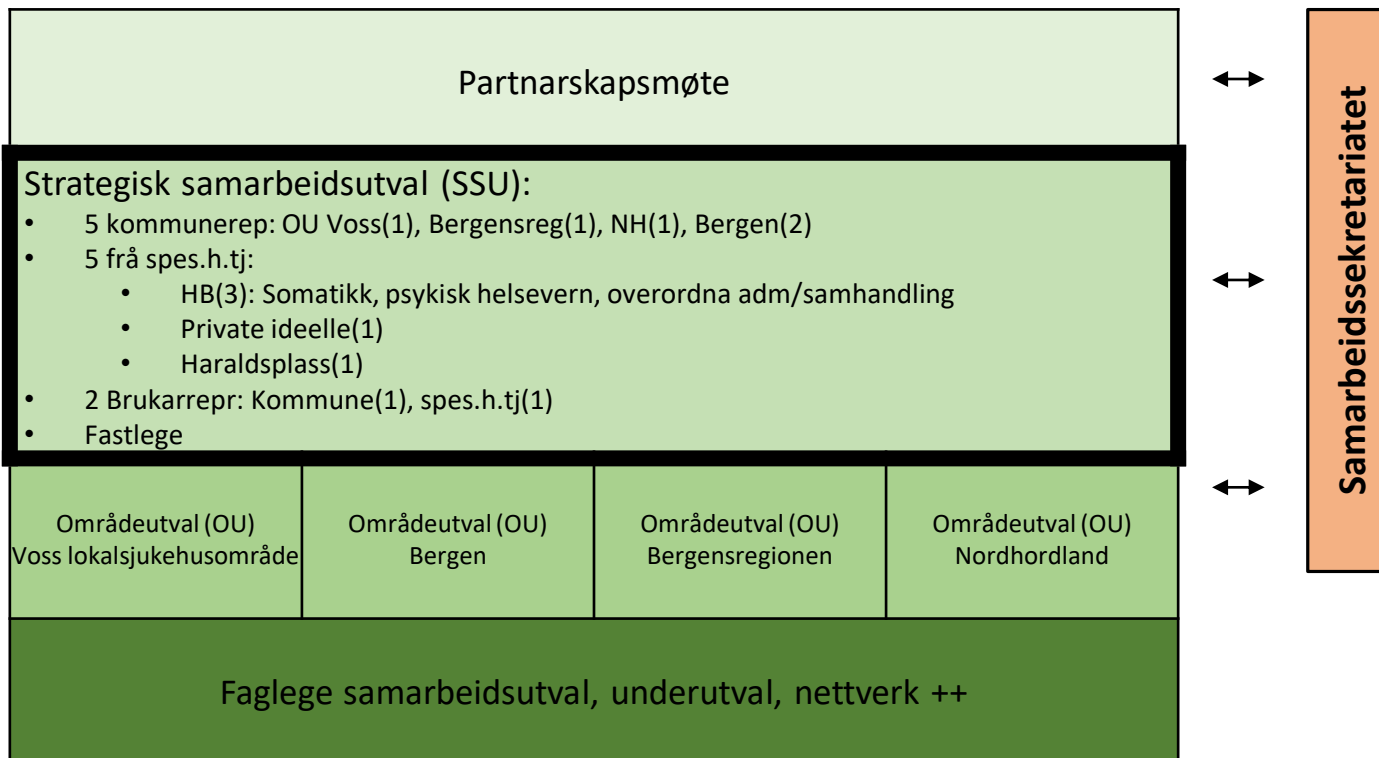 Partnarskapsmøte
Strategisk samarbeidsutval (SSU):
• 5 kommunerep: OU Voss(1), Bergensreg(1), NH(1), Bergen(2)
• 5 frå spes.h.tj:
• HB(3): Somatikk, psykisk helsevern, overordna adm/samhandling
• Private ideelle(1)
• Haraldsplass(1)
• 2 Brukarrepr: Kommune(1), spes.h.tj(1)
• Fastlege
Områdeutval (OU)
Voss lokalsjukehusområde
Områdeutval (OU)
Bergen
Områdeutval (OU)
Bergensregionen
Områdeutval (OU)
Nordhordland
Faglege samarbeidsutval, underutval, nettverk ++
Samarbeidssekretariatet